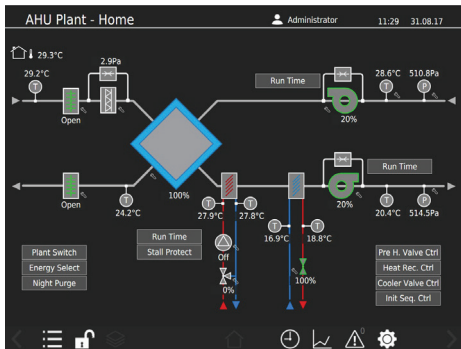 AHU Plant - Home
Administrator
11:29 31.08.17
29.3°C
29.2°C
2.9Pa
28.6°C
510.8Pa
T
T
P
Run Time
Open
20%
Open
T
24.2°C
100%
Run Time
20%
T
P
20.4°C
514.5Pa
T
T
27.9°C
27.8°C
T
T
16.9°C
18.8°C
Run Time
Stall Protect
Off
0%
100%
Plant Switch
Energy Select
Night Purge
Pre H. Valve Ctrl
Heat Rec. Ctrl
Cooler Valve Ctrl
Init Seq. Ctrl
0